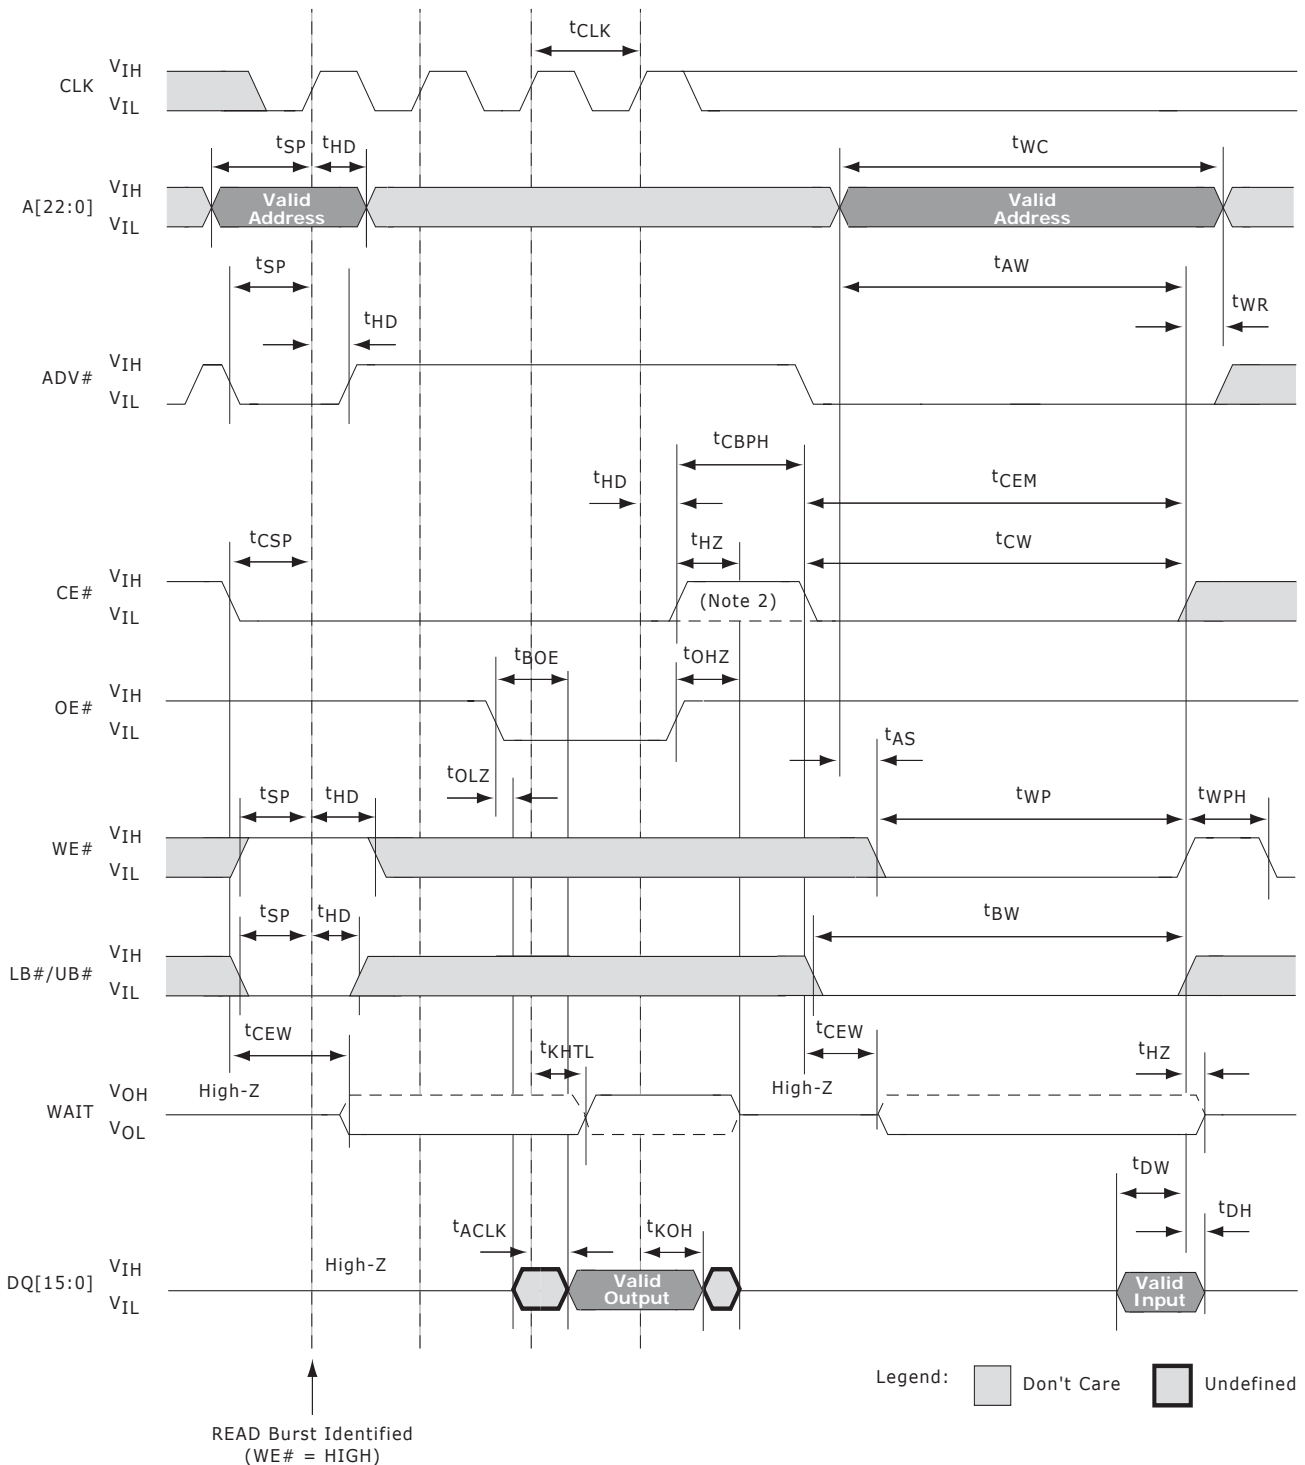 tCLK
CLK
VIH
VIL
tSP
tHD
tWC
A[22:0]
VIH
VIL
Valid
Address
Valid
Address
tSP
tAW
tHD
tWR
ADV#
VIH
VIL
tCBPH
tHD
tCEM
tCSP
tHZ
tCW
CE#
VIH
VIL
(Note 2)
tBOE
tOHZ
OE#
VIH
VIL
tAS
tOLZ
tSP
tHD
tWP
tWPH
WE#
VIH
VIL
tSP
tHD
tBW
LB#/UB#
VIH
VIL
tCEW
tKHTL
tCEW
tHZ
High-Z
High-Z
WAIT
VOH
VOL
tDW
tACLK
tKOH
tDH
High-Z
DQ[15:0]
VIH
VIL
Valid
Output
Valid
Input
Legend:
Don't Care
Undefined
READ Burst Identified
(WE# = HIGH)